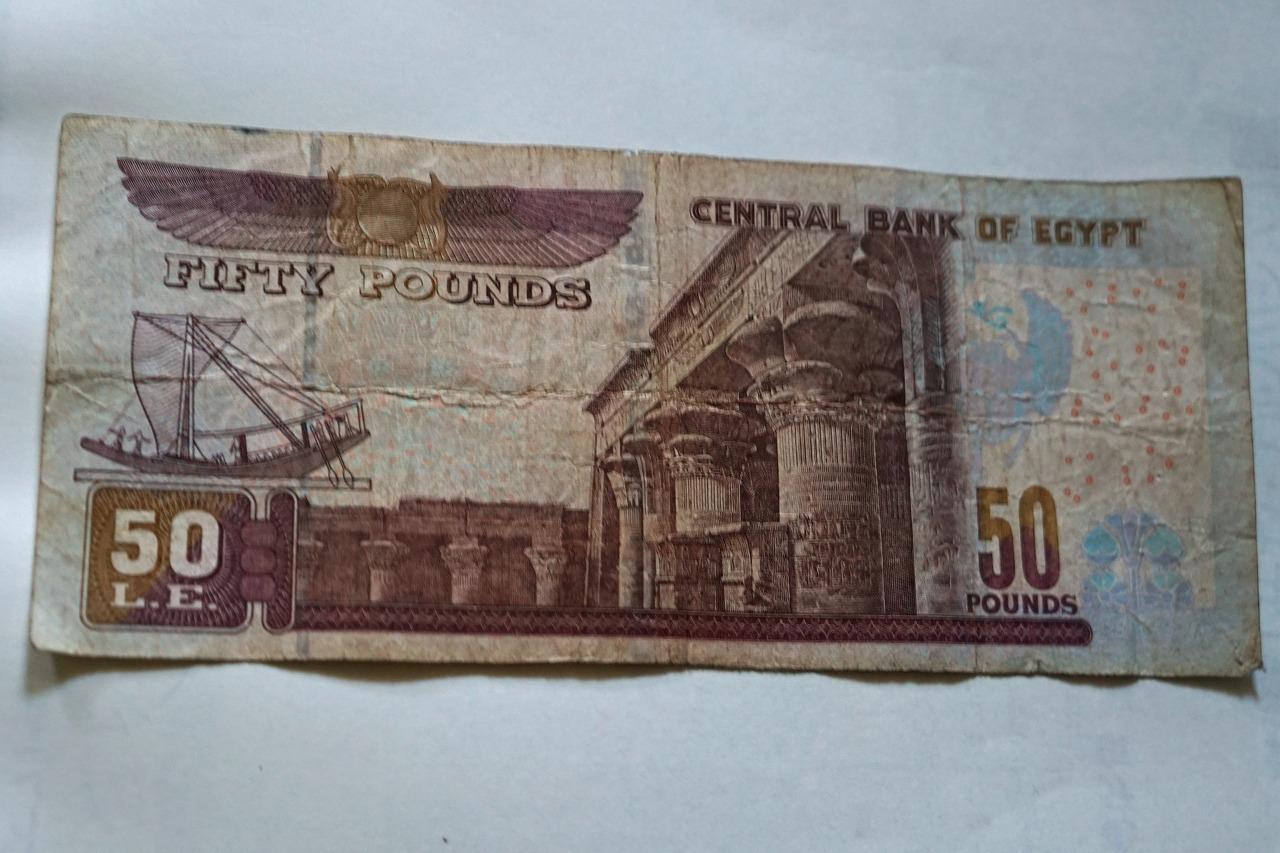 CENTRAL BANK OF EGYPT
FIFTY POUNDS
50
L.E.
50
POUNDS